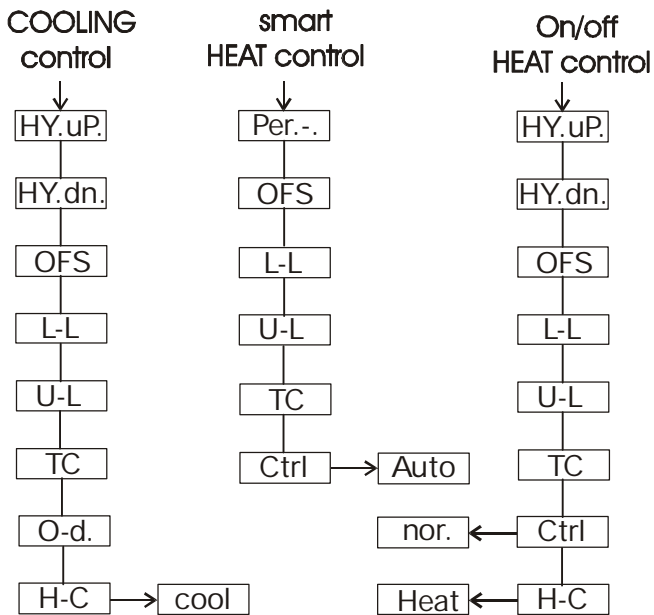 COOLING
control
HY.uP.
HY.dn.
OFS
L-L
U-L
TC
O-d.
H-C
cool
smart
HEAT control
Per.-.
OFS
L-L
U-L
TC
Ctrl
Auto
On/off
HEAT control
HY.uP.
HY.dn.
OFS
L-L
U-L
TC
Ctrl
nor.
H-C
Heat